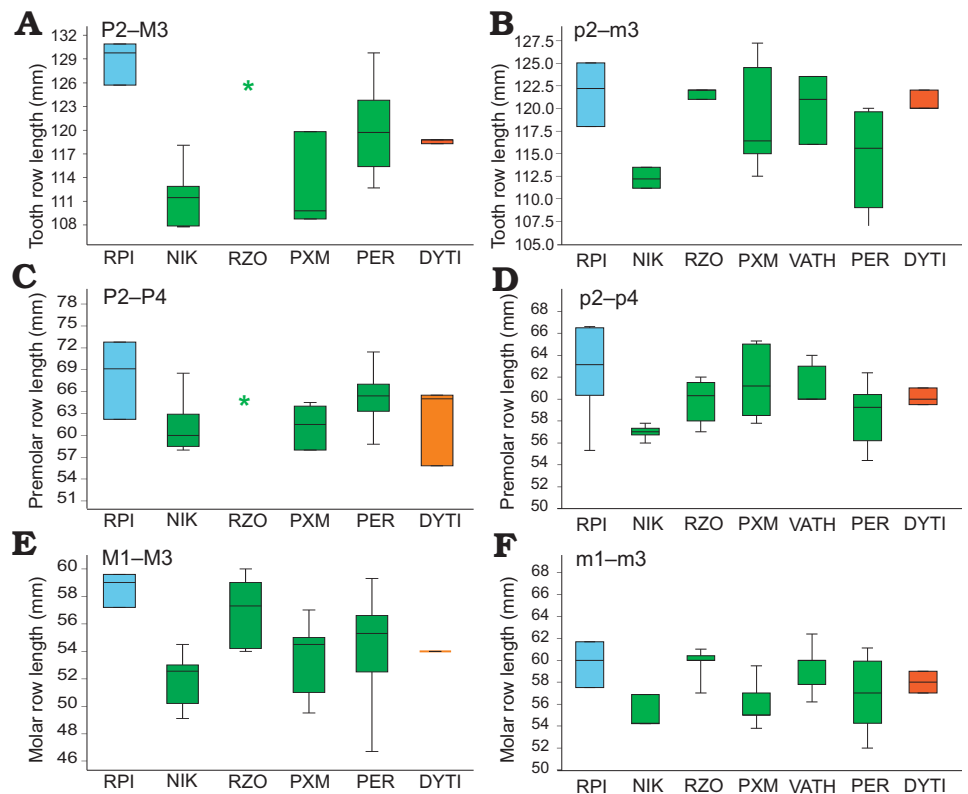 A
P2–M3
Tooth row length (mm)
132
129
126
120
117
111
108
*
RPI NIK RZO PXM PER DYTI
B
p2–m3
Tooth row length (mm)
127.5
125.0
122.5
120.0
117.5
115.0
112.5
110.0
107.5
105.0
RPI NIK RZO PXM VATH PER DYTI
C
P2–P4
Premolar row length (mm)
78
75
72
69
66
63
60
57
54
51
*
RPI NIK RZO PXM PER DYTI
D
p2–p4
Premolar row length (mm)
68
66
64
62
60
58
56
54
52
50
RPI NIK RZO PXM VATH PER DYTI
E
M1–M3
Molar row length (mm)
60
58
56
54
52
50
48
46
RPI NIK RZO PXM PER DYTI
F
m1–m3
Molar row length (mm)
68
66
64
62
60
58
56
54
52
50
RPI NIK RZO PXM VATH PER DYTI